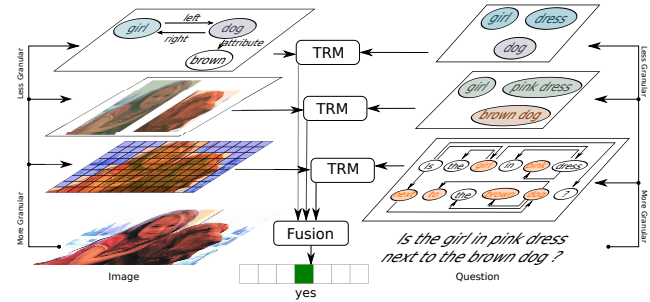 girl
left
dog
right
attribute
brown
TRM
girl
dress
dog
Less Granular
Less Granular
TRM
girl
pink dress
brown dog
TRM
is
the
girl
in
pink
dress
next
to
the
brown
dog
?
More Granular
More Granular
Fusion
Is the girl in pink dress
next to the brown dog ?
Image
Question
yes